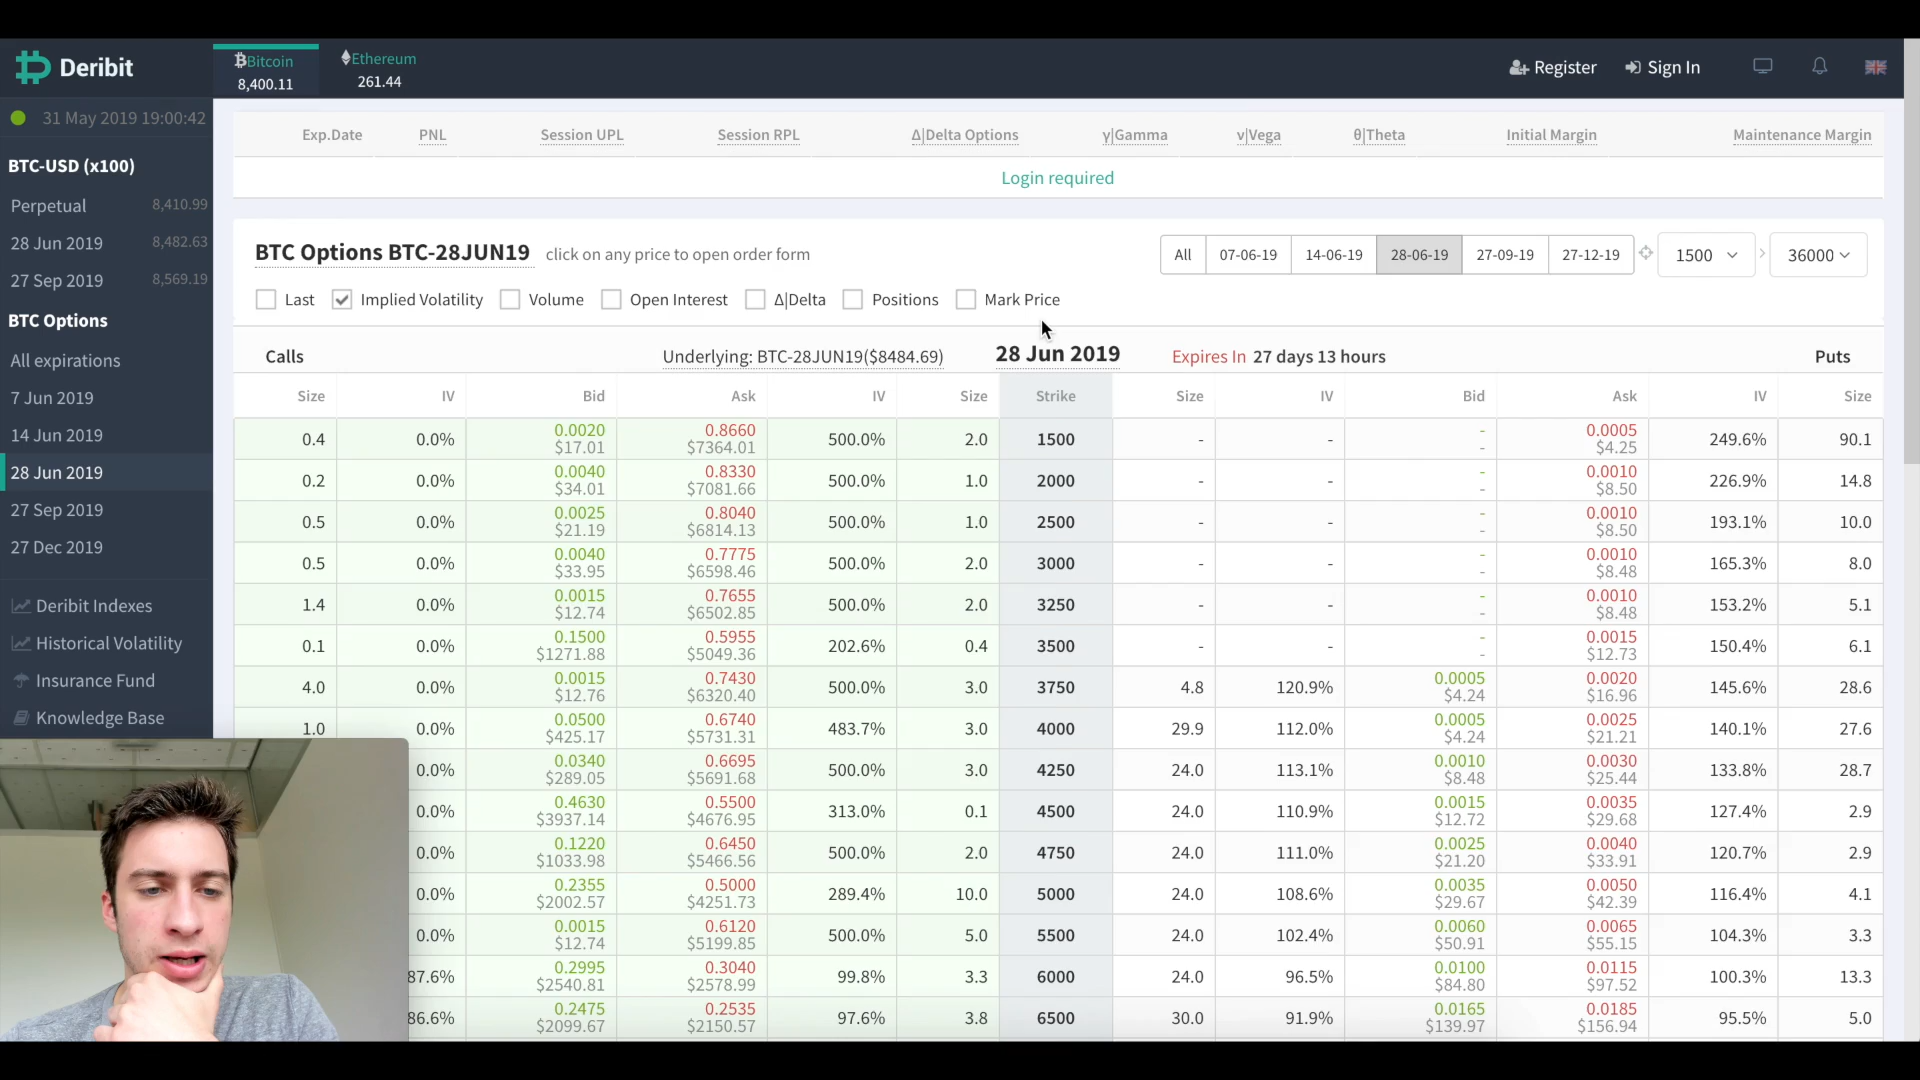 Deribit
Bitcoin
8,400.11
Ethereum
261.44
Register
Sign In
31 May 2019 19:00:42
BTC-USD (x100)
Perpetual 8,410.99
28 Jun 2019 8,482.63
27 Sep 2019 8,569.19
BTC Options
All expirations
7 Jun 2019
14 Jun 2019
28 Jun 2019
27 Sep 2019
27 Dec 2019
Deribit Indexes
Historical Volatility
Insurance Fund
Knowledge Base
Exp.Date PNL Session UPL Session RPL Δ|Delta Options γ|Gamma ν|Vega θ|Theta Initial Margin Maintenance Margin
Login required
BTC Options BTC-28JUN19 click on any price to open order form
All 07-06-19 14-06-19 28-06-19 27-09-19 27-12-19 1500 > 36000
Last Implied Volatility Volume Open Interest Δ|Delta Positions Mark Price
Calls Underlying: BTC-28JUN19($8484.69) 28 Jun 2019 Expires In 27 days 13 hours Puts
Size IV Bid Ask IV Size Strike Size IV Bid Ask IV Size
0.4 0.0% 0.0020 0.8660 500.0% 2.0 1500 - - - 0.0005 249.6% 90.1
$17.01 $7364.01 - $4.25
0.2 0.0% 0.0040 0.8330 500.0% 1.0 2000 - - - 0.0010 226.9% 14.8
$34.01 $7081.66 - $8.50
0.5 0.0% 0.0025 0.8040 500.0% 1.0 2500 - - - 0.0010 193.1% 10.0
$21.19 $6814.13 - $8.50
0.5 0.0% 0.0040 0.7775 500.0% 2.0 3000 - - - 0.0010 165.3% 8.0
$33.95 $6598.46 - $8.48
1.4 0.0% 0.0015 0.7655 500.0% 2.0 3250 - - - 0.0010 153.2% 5.1
$12.74 $6502.85 - $8.48
0.1 0.0% 0.1500 0.5955 202.6% 0.4 3500 - - - 0.0015 150.4% 6.1
$1271.88 $5049.36 - $12.73
4.0 0.0% 0.0015 0.7430 500.0% 3.0 3750 4.8 120.9% 0.0005 0.0020 145.6% 28.6
$12.76 $6320.40 $4.24 $16.96
1.0 0.0% 0.0500 0.6740 483.7% 3.0 4000 29.9 112.0% 0.0005 0.0025 140.1% 27.6
$425.17 $5731.31 $4.24 $21.21
0.0% 0.0340 0.6695 500.0% 3.0 4250 24.0 113.1% 0.0010 0.0030 133.8% 28.7
$289.05 $5691.68 $8.48 $25.44
0.0% 0.4630 0.5500 313.0% 0.1 4500 24.0 110.9% 0.0015 0.0035 127.4% 2.9
$3937.14 $4676.95 $12.72 $29.68
0.0% 0.1220 0.6450 500.0% 2.0 4750 24.0 111.0% 0.0025 0.0040 120.7% 2.9
$1033.98 $5466.56 $21.20 $33.91
0.0% 0.2355 0.5000 289.4% 10.0 5000 24.0 108.6% 0.0035 0.0050 116.4% 4.1
$2002.57 $4251.73 $29.67 $42.39
0.0% 0.0015 0.6120 500.0% 5.0 5500 24.0 102.4% 0.0060 0.0065 104.3% 3.3
$12.74 $5199.85 $50.91 $55.15
87.6% 0.2995 0.3040 99.8% 3.3 6000 24.0 96.5% 0.0100 0.0115 100.3% 13.3
$2540.81 $2578.99 $84.80 $97.52
86.6% 0.2475 0.2535 97.6% 3.8 6500 30.0 91.9% 0.0165 0.0185 95.5% 5.0
$2099.67 $2150.57 $139.97 $156.94